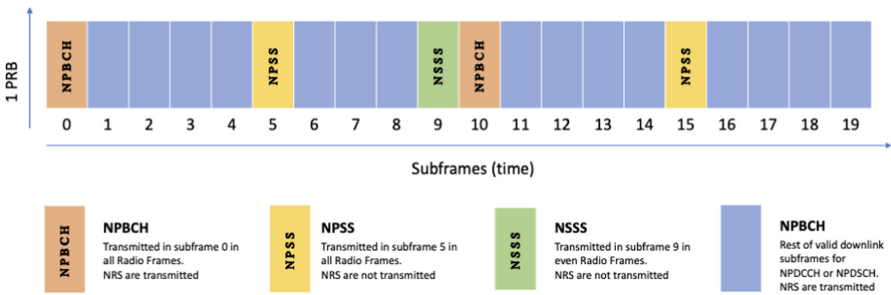 1 PRB
NPBCH
NPSS
NSSS
NPBCH
NPSS
0 1 2 3 4 5 6 7 8 9 10 11 12 13 14 15 16 17 18 19
Subframes (time)
NPBCH
NPBCH
Transmitted in subframe 0 in
all Radio Frames.
NRS are transmitted
NPSS
NPSS
Transmitted in subframe 5 in
all Radio Frames.
NRS are not transmitted
NSSS
NSSS
Transmitted in subframe 9 in
even Radio Frames.
NRS are not transmitted
NPBCH
Rest of valid downlink
subframes for
NPDCCH or NPDSCH.
NRS are transmitted